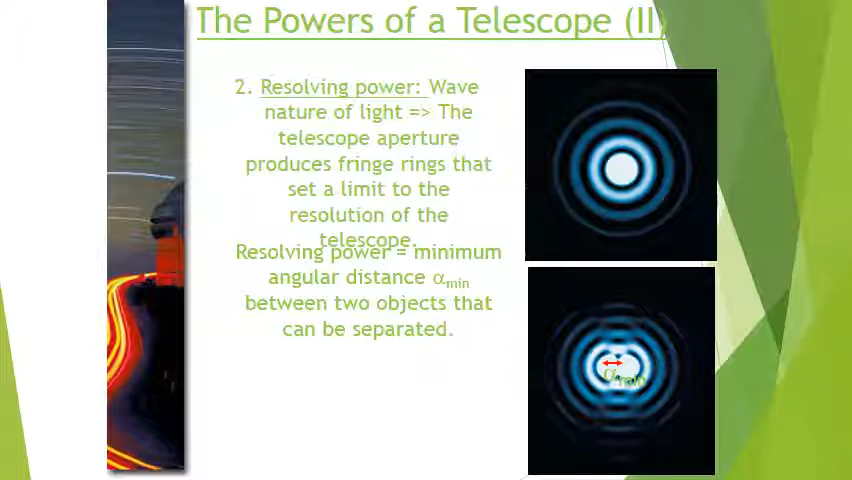 The Powers of a Telescope (II)
2. Resolving power: Wave
nature of light => The
telescope aperture
produces fringe rings that
set a limit to the
resolution of the
telescope.
Resolving power = minimum
angular distance αmin
between two objects that
can be separated.
αmin